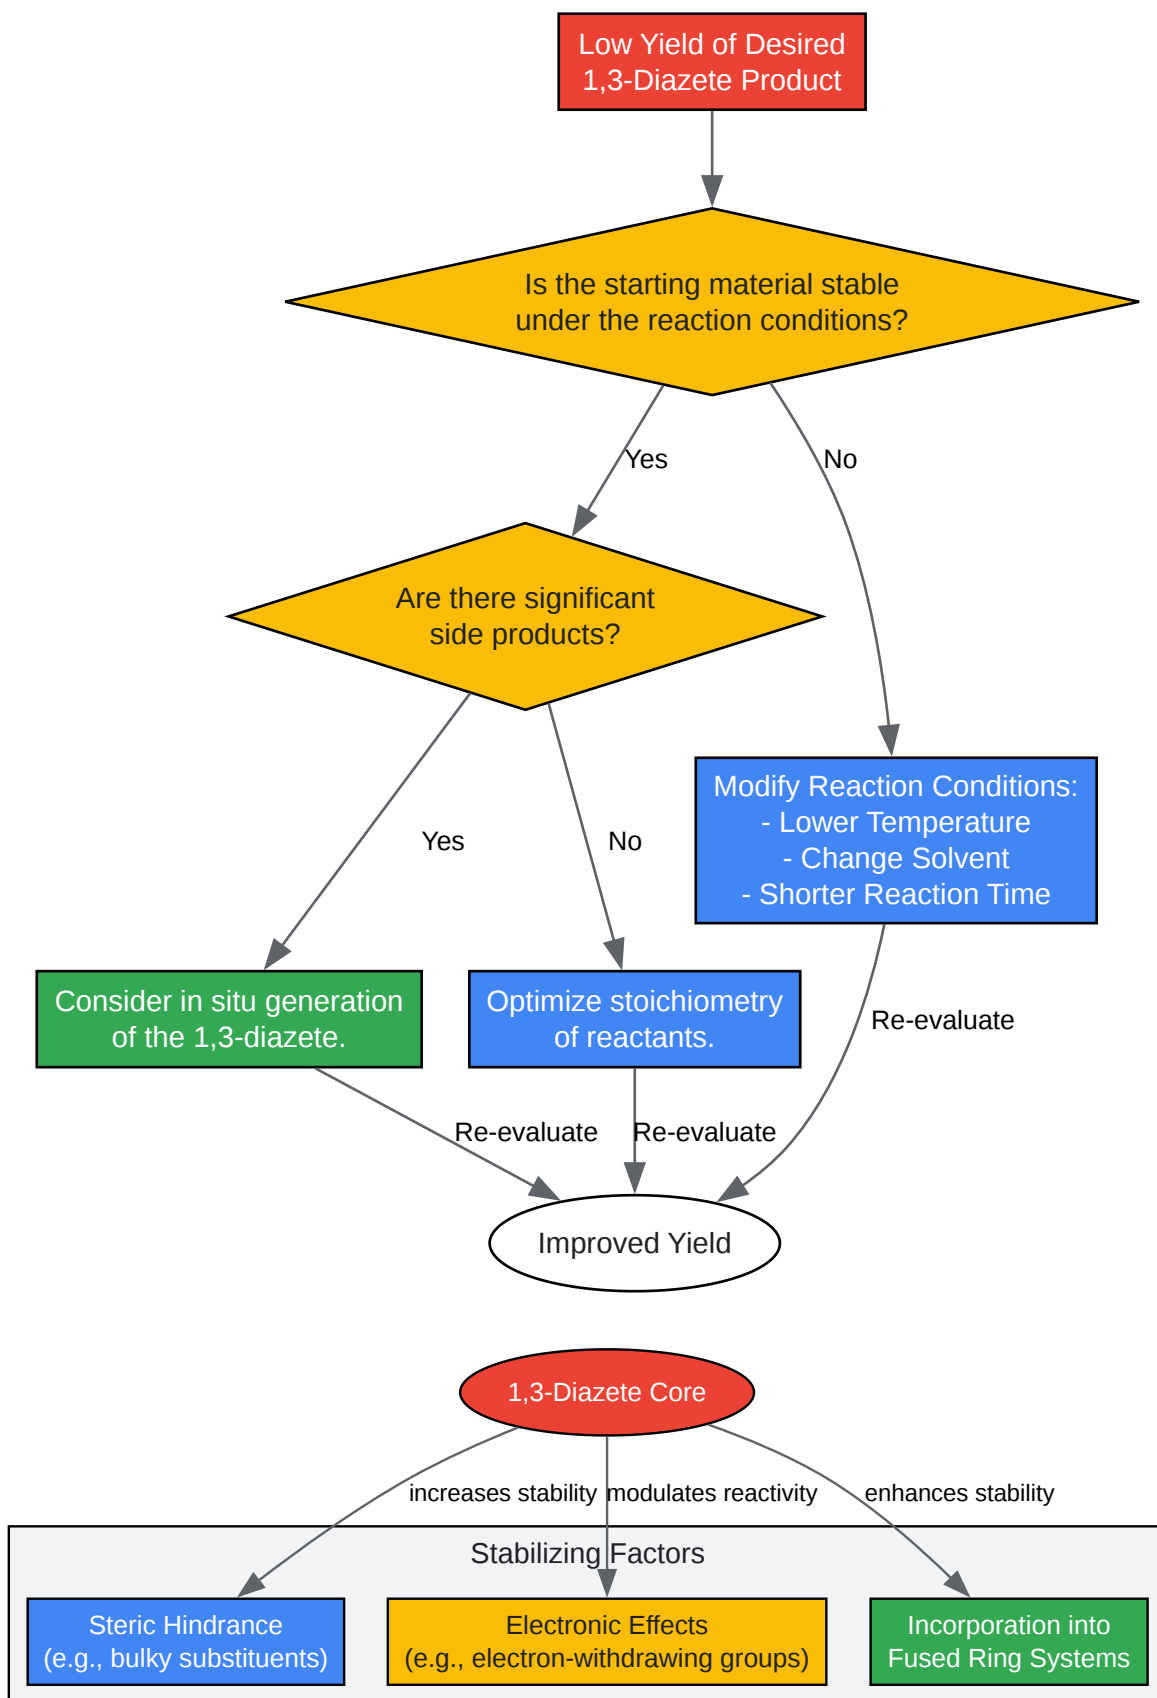 Low Yield of Desired
1,3-Diazete Product
Is the starting material stable
under the reaction conditions?
Yes
No
Are there significant
side products?
Modify Reaction Conditions:
- Lower Temperature
- Change Solvent
- Shorter Reaction Time
Yes
No
Consider in situ generation
of the 1,3-diazete.
Optimize stoichiometry
of reactants.
Re-evaluate
Re-evaluate
Re-evaluate
Improved Yield
1,3-Diazete Core
increases stability
modulates reactivity
enhances stability
Stabilizing Factors
Steric Hindrance
(e.g., bulky substituents)
Electronic Effects
(e.g., electron-withdrawing groups)
Incorporation into
Fused Ring Systems